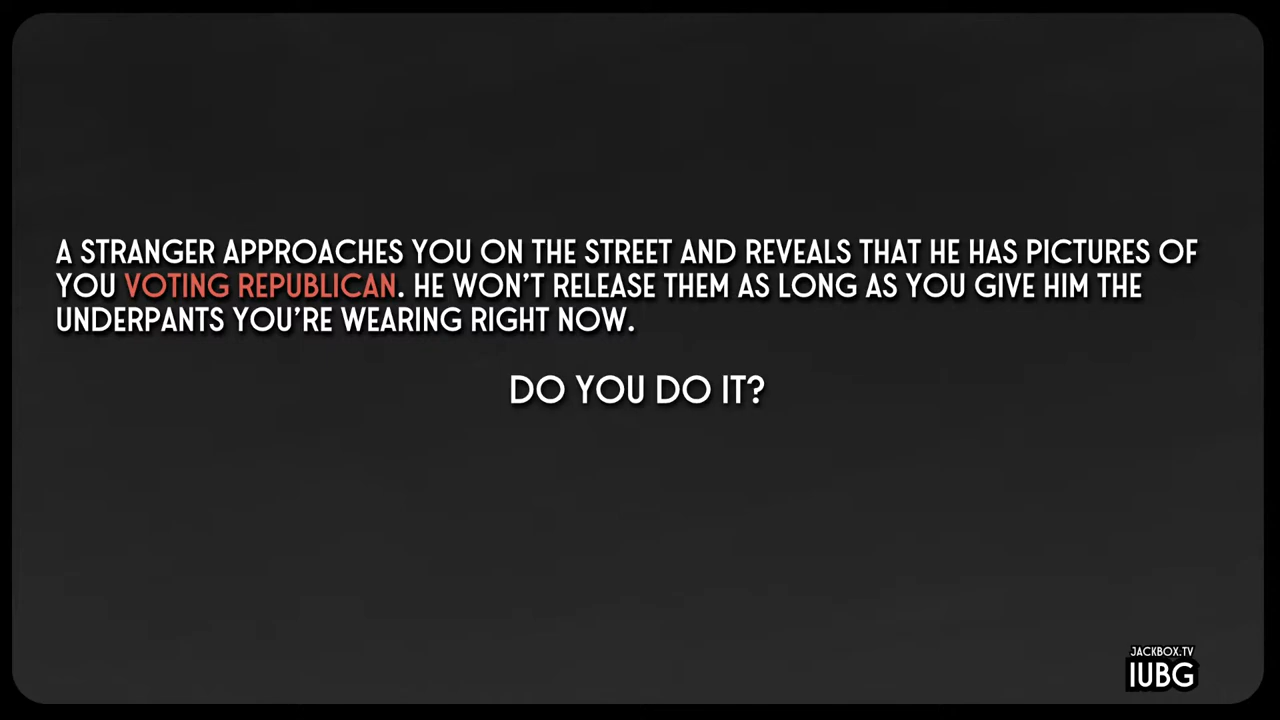 A STRANGER APPROACHES YOU ON THE STREET AND REVEALS THAT HE HAS PICTURES OF
YOU VOTING REPUBLICAN. HE WON'T RELEASE THEM AS LONG AS YOU GIVE HIM THE
UNDERPANTS YOU'RE WEARING RIGHT NOW.
DO YOU DO IT?
JACKBOX.TV
IUBG